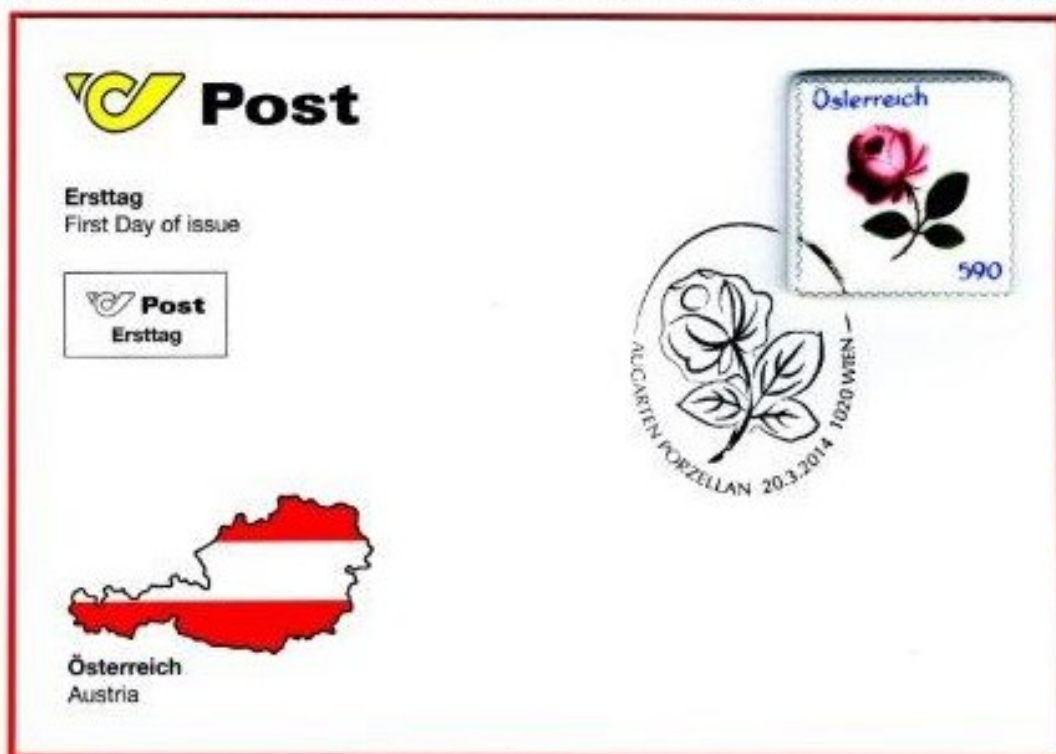 Post
Österreich
590
Ersttag
First Day of issue
Post
Ersttag
AUGARTEN PORZELLAN 20.3.2014 1020 WIEN
Österreich
Austria